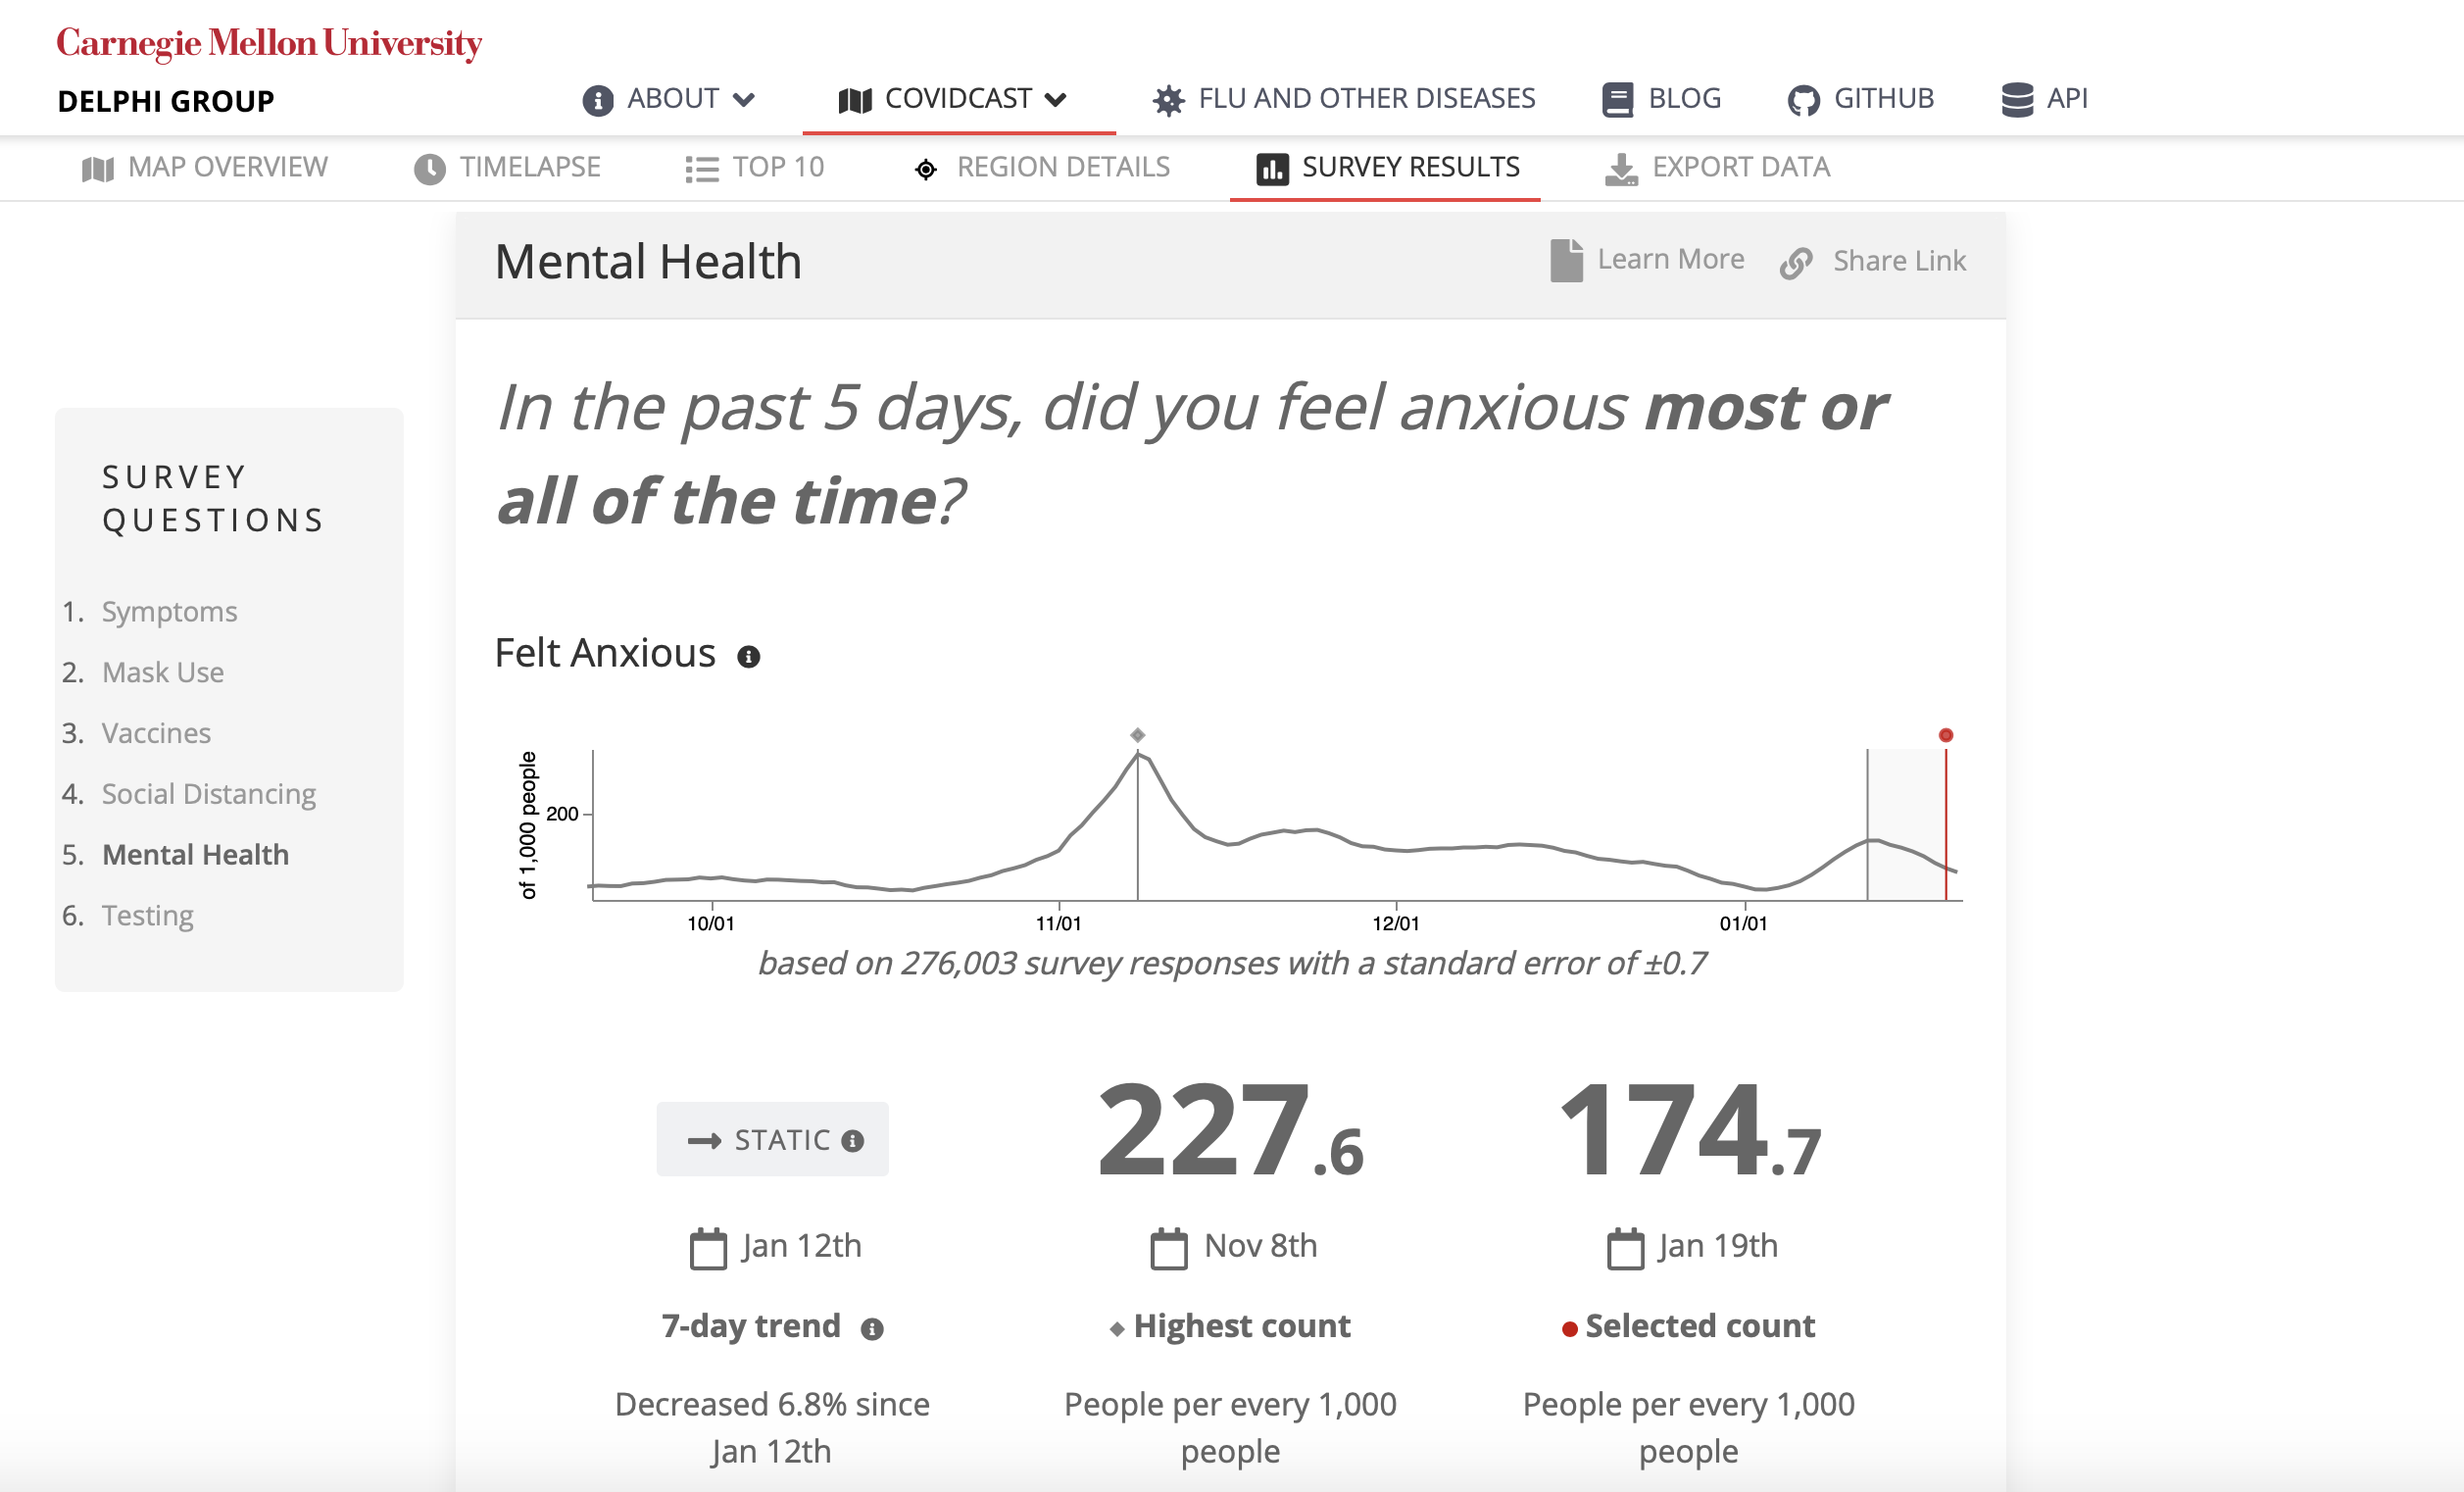 Carnegie Mellon University
DELPHI GROUP
ABOUT COVIDCAST FLU AND OTHER DISEASES BLOG GITHUB API
MAP OVERVIEW TIMELAPSE TOP 10 REGION DETAILS SURVEY RESULTS EXPORT DATA
SURVEY
QUESTIONS
1. Symptoms
2. Mask Use
3. Vaccines
4. Social Distancing
5. Mental Health
6. Testing
Mental Health Learn More Share Link
In the past 5 days, did you feel anxious most or
all of the time?
Felt Anxious
of 1,000 people
200
10/01 11/01 12/01 01/01
based on 276,003 survey responses with a standard error of ±0.7
STATIC
Jan 12th
7-day trend
Decreased 6.8% since
Jan 12th
227.6
Nov 8th
Highest count
People per every 1,000
people
174.7
Jan 19th
Selected count
People per every 1,000
people